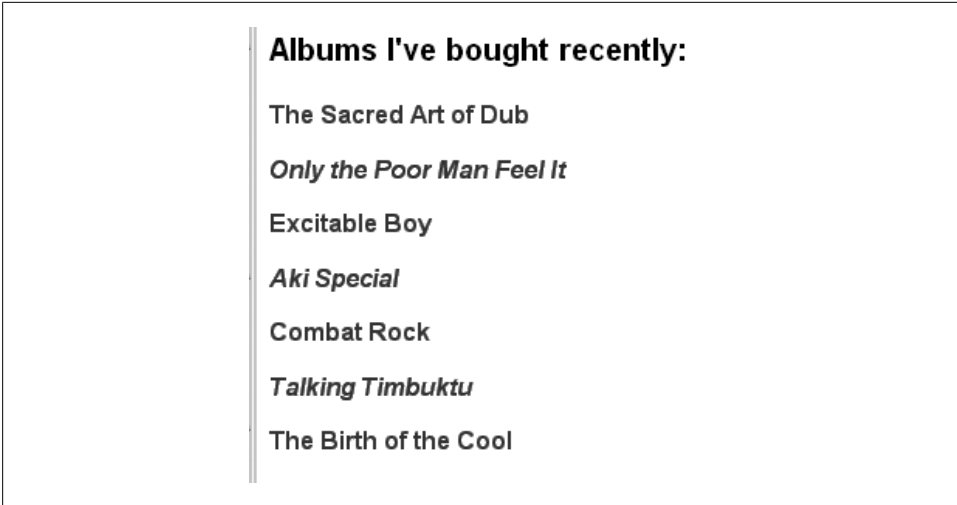 Albums I've bought recently:
The Sacred Art of Dub
Only the Poor Man Feel It
Excitable Boy
Aki Special
Combat Rock
Talking Timbuktu
The Birth of the Cool